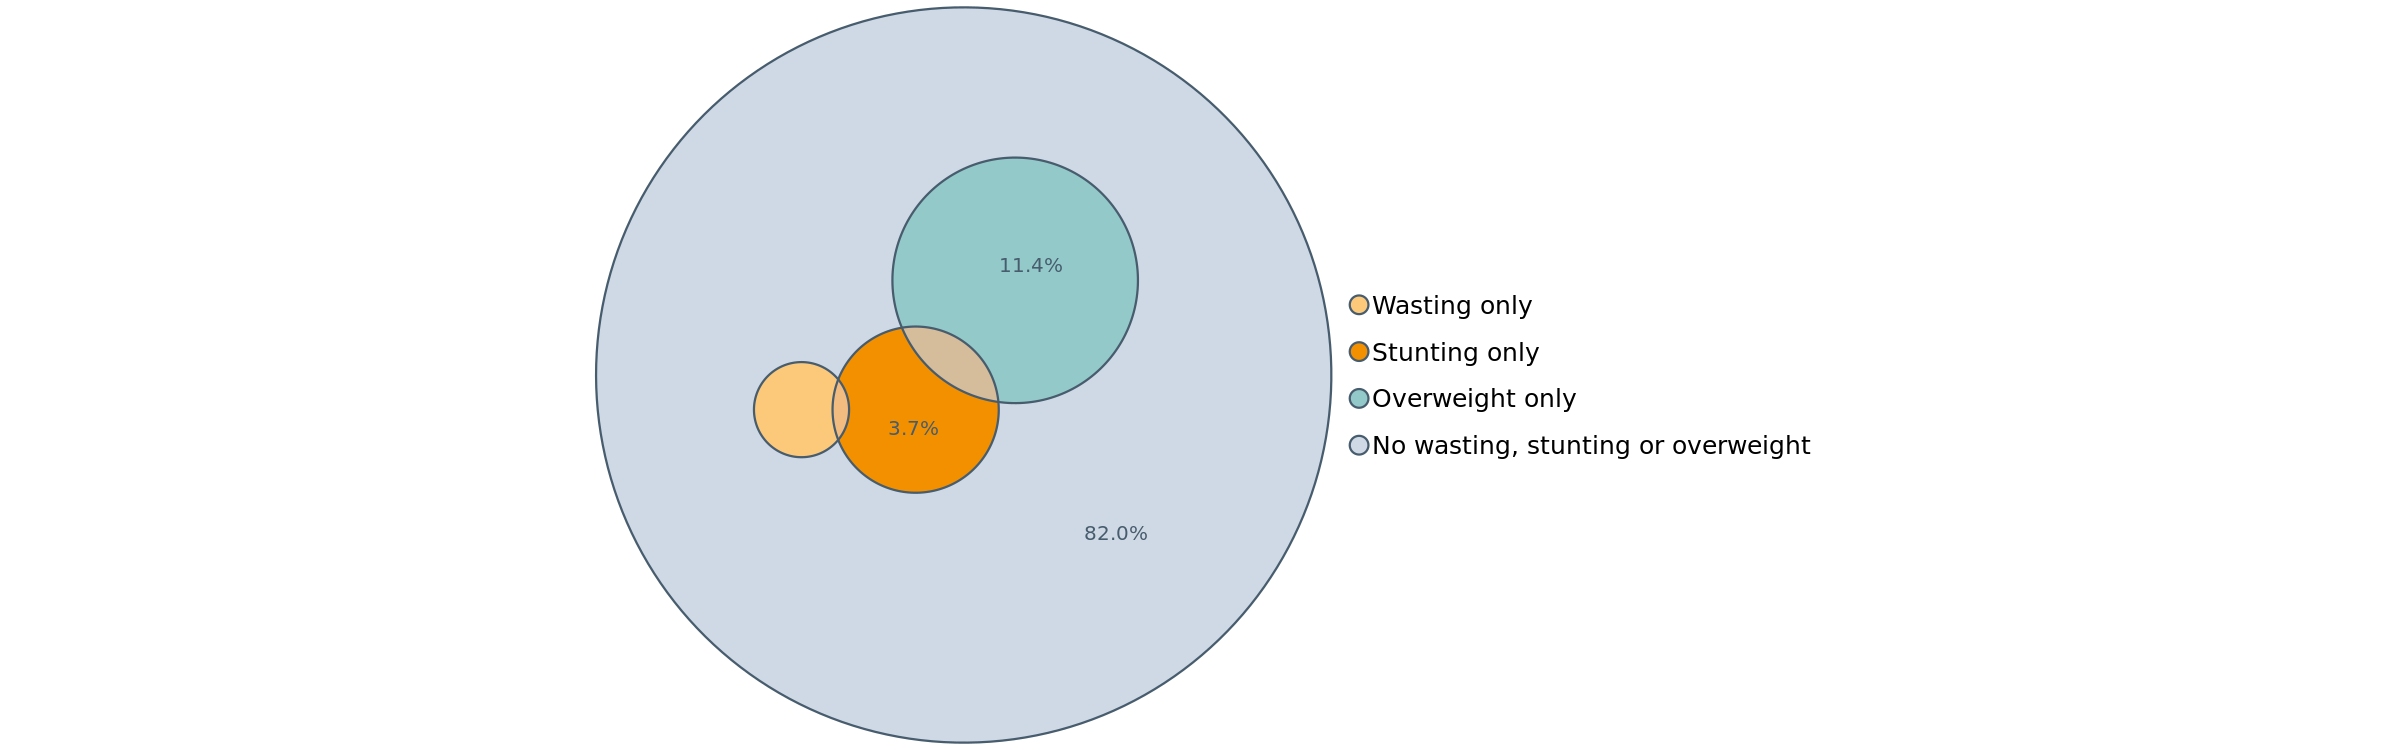 11.4%
3.7%
82.0%
Wasting only
Stunting only
Overweight only
No wasting, stunting or overweight